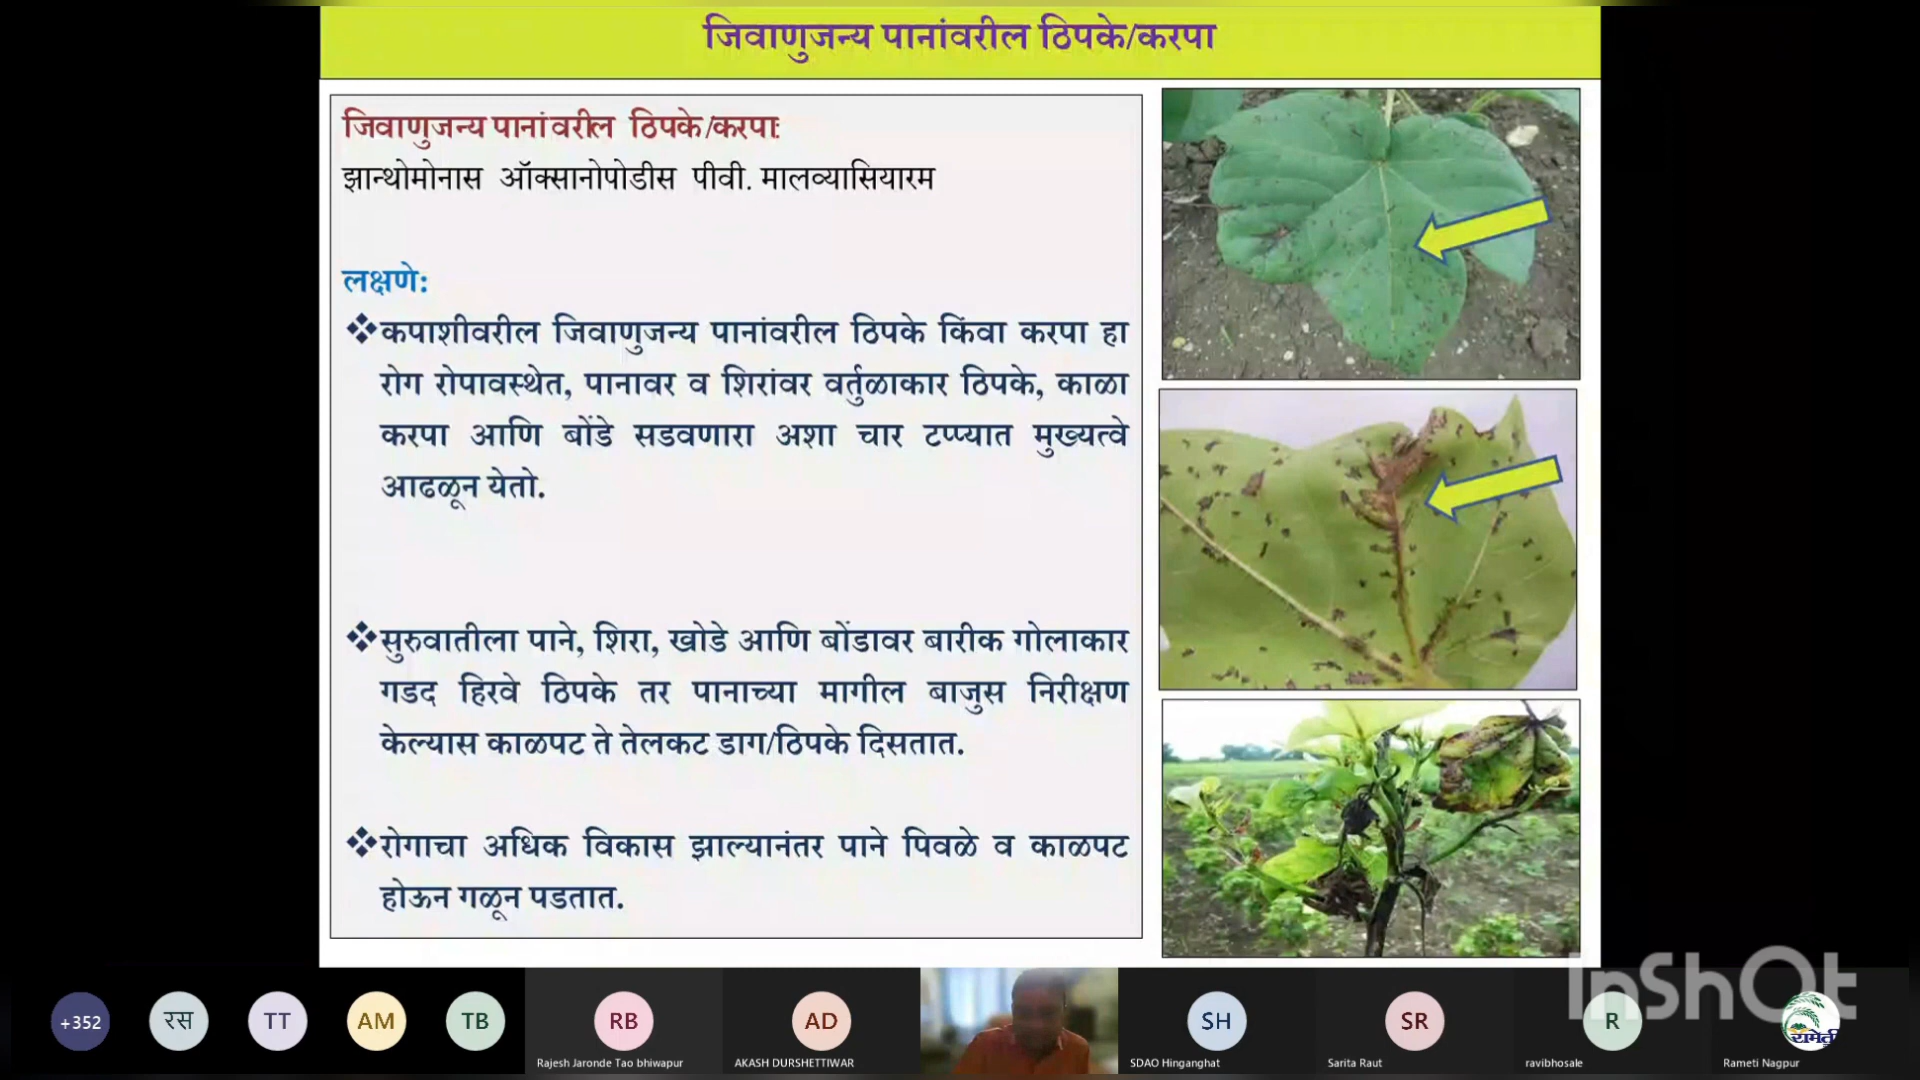 जिवाणुजन्य पानांवरील ठिपके/करपा
जिवाणुजन्य पानांवरील ठिपके/करपा:
झान्थोमोनास ऑक्सानोपोडीस पीवी. मालव्यासियारम
लक्षणे:
❖कपाशीवरील जिवाणुजन्य पानांवरील ठिपके किंवा करपा हा
रोग रोपावस्थेत, पानावर व शिरांवर वर्तुळाकार ठिपके, काळा
करपा आणि बोंडे सडवणारा अशा चार टप्प्यात मुख्यत्वे
आढळून येतो.
❖सुरुवातीला पाने, शिरा, खोडे आणि बोंडावर बारीक गोलाकार
गडद हिरवे ठिपके तर पानाच्या मागील बाजुस निरीक्षण
केल्यास काळपट ते तेलकट डाग/ठिपके दिसतात.
❖रोगाचा अधिक विकास झाल्यानंतर पाने पिवळे व काळपट
होऊन गळून पडतात.
InShOt
+352 रस TT AM TB RB AD SH SR R रामेती
Rajesh Jaronde Tao bhiwapur AKASH DURSHETTIWAR SDAO Hinganghat Sarita Raut ravibhosale Rameti Nagpur